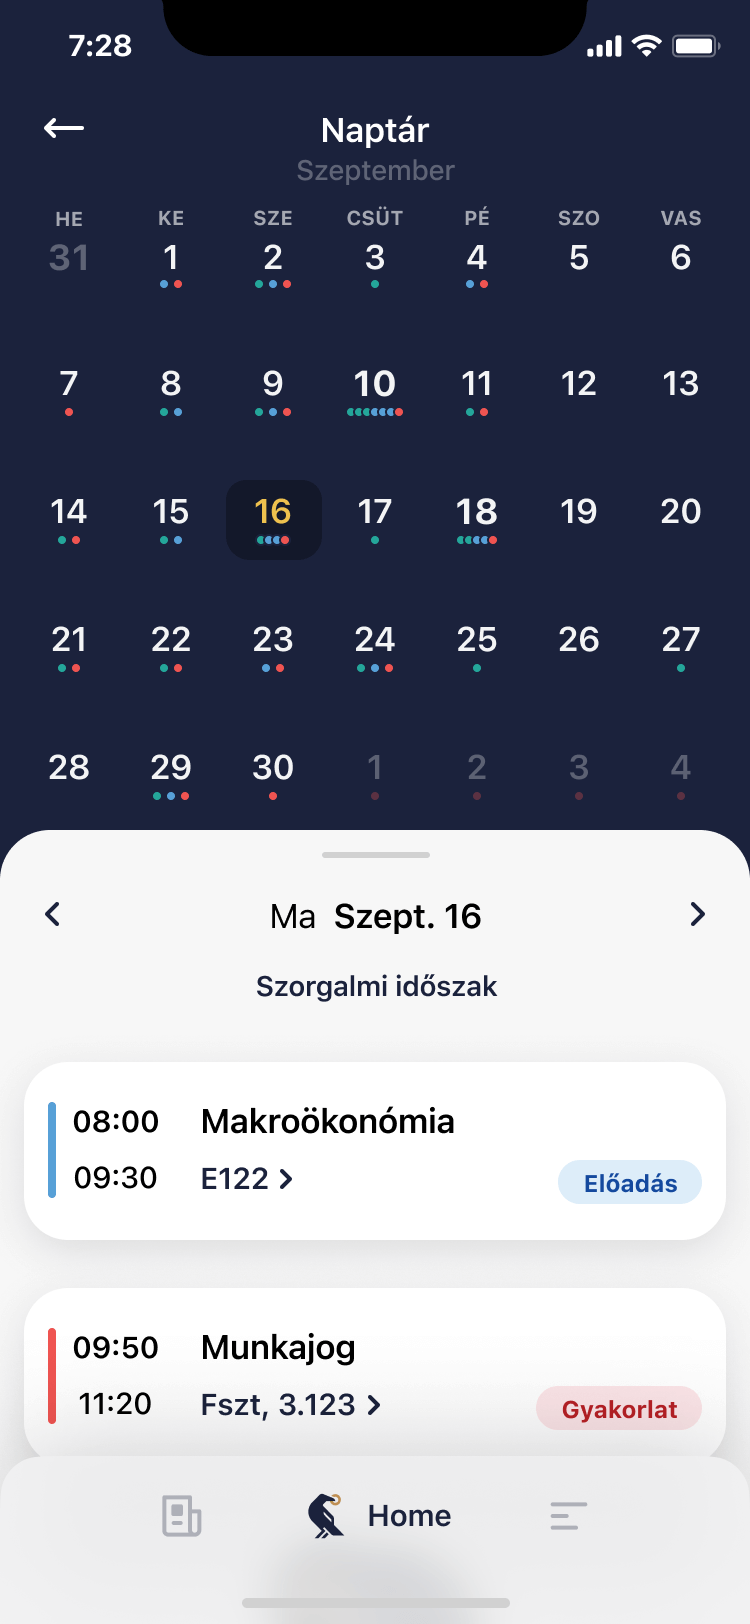 7:28
Naptár
Szeptember
HE KE SZE CSÜT PÉ SZO VAS
31 1 2 3 4 5 6
7 8 9 10 11 12 13
14 15 16 17 18 19 20
21 22 23 24 25 26 27
28 29 30 1 2 3 4
Ma Szept. 16
Szorgalmi időszak
08:00 Makroökonómia
09:30 E122
Előadás
09:50 Munkajog
11:20 Fszt, 3.123
Gyakorlat
Home